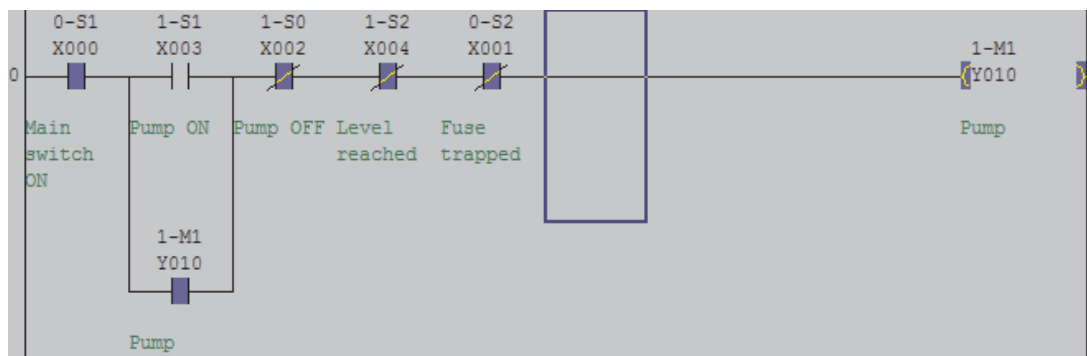 0-S1 1-S1 1-S0 1-S2 0-S2
X000 X003 X002 X004 X001 1-M1
0 Y010
Main Pump ON Pump OFF Level Fuse Pump
switch reached trapped
ON
1-M1
Y010
Pump